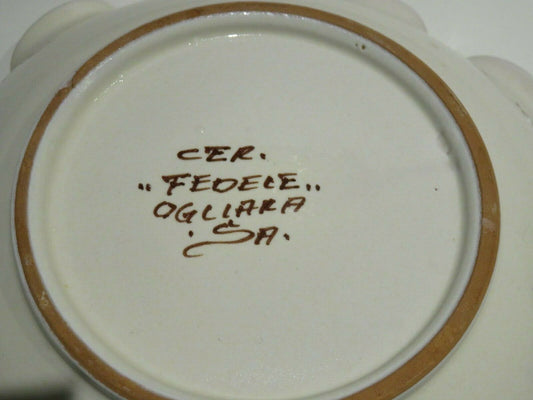 CER.
"FEDELE"
OGLIARA
.SA.